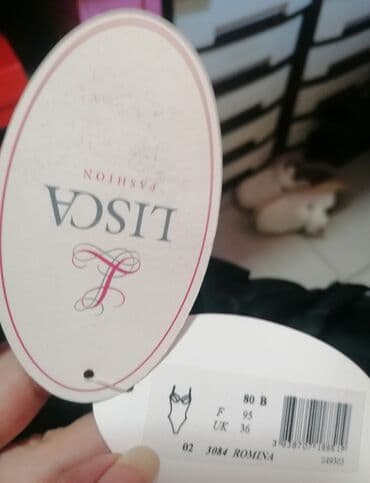 LISCA
FASHION
80 B
F 95
UK 36
02 3084 ROMINA